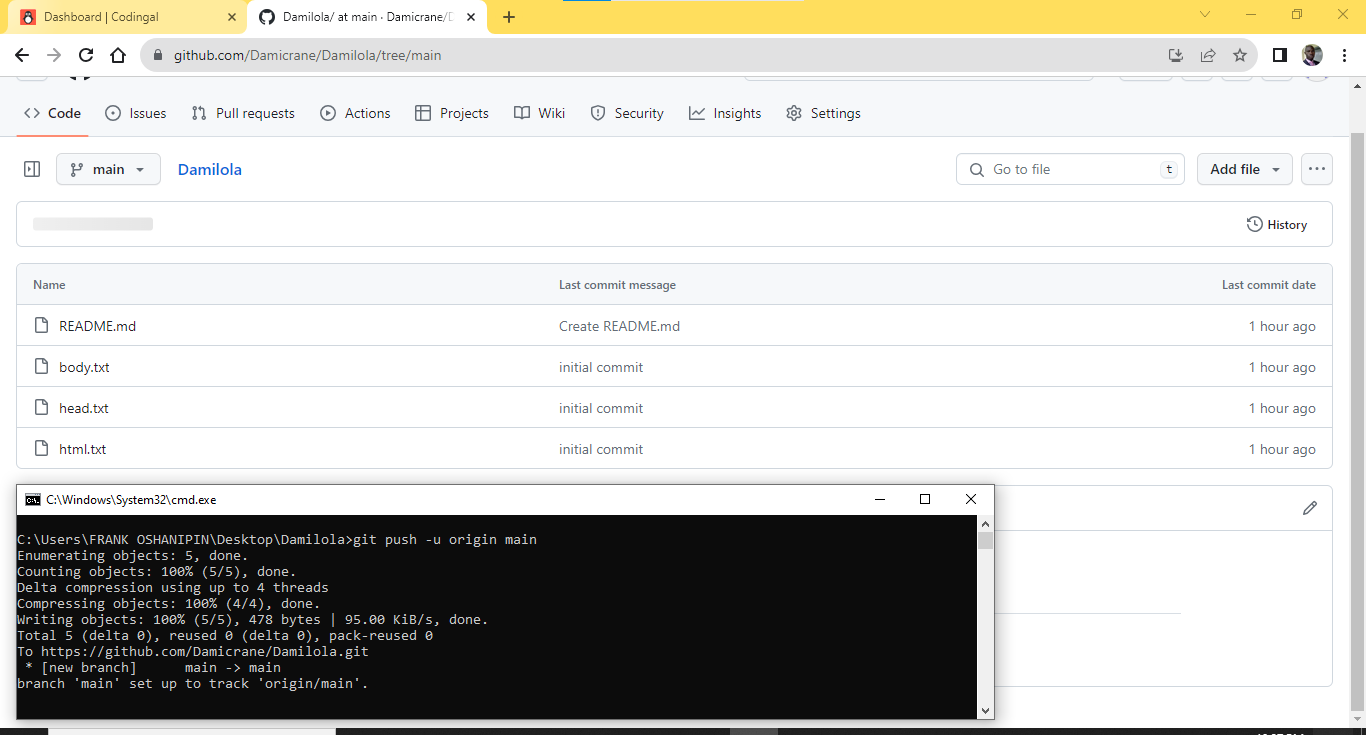 Dashboard | Codingal
Damilola/ at main · Damicrane/D
github.com/Damicrane/Damilola/tree/main
Code Issues Pull requests Actions Projects Wiki Security Insights Settings
main Damilola Go to file t Add file
History
Name Last commit message Last commit date
README.md Create README.md 1 hour ago
body.txt initial commit 1 hour ago
head.txt initial commit 1 hour ago
html.txt initial commit 1 hour ago
C:\Windows\System32\cmd.exe
C:\Users\FRANK OSHANIPIN\Desktop\Damilola>git push -u origin main
Enumerating objects: 5, done.
Counting objects: 100% (5/5), done.
Delta compression using up to 4 threads
Compressing objects: 100% (4/4), done.
Writing objects: 100% (5/5), 478 bytes | 95.00 KiB/s, done.
Total 5 (delta 0), reused 0 (delta 0), pack-reused 0
To https://github.com/Damicrane/Damilola.git
 * [new branch]      main -> main
branch 'main' set up to track 'origin/main'.